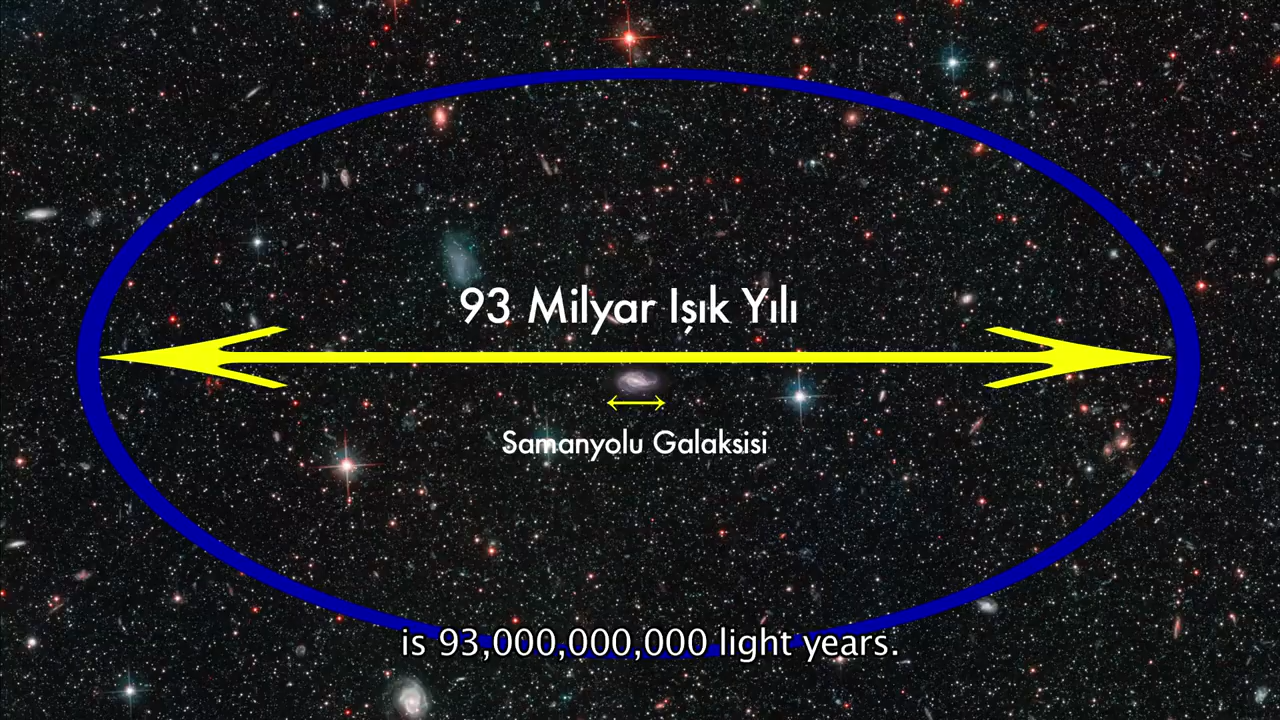 93 Milyar Işık Yılı
Samanyolu Galaksisi
is 93,000,000,000 light years.